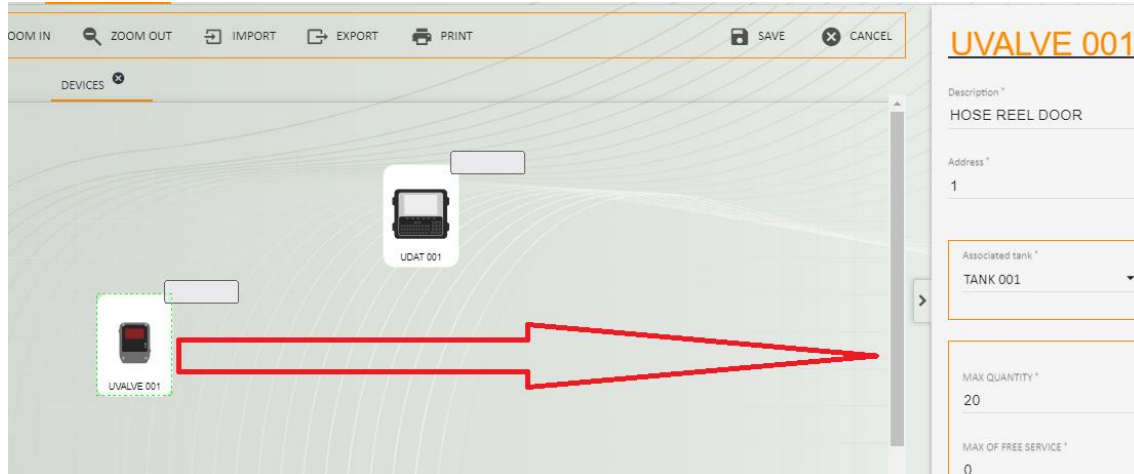 OOM IN ZOOM OUT IMPORT EXPORT PRINT SAVE CANCEL
DEVICES
UDAT 001
UVALVE 001
UVALVE 001
Description *
HOSE REEL DOOR
Address *
1
Associated tank *
TANK 001
MAX QUANTITY *
20
MAX OF FREE SERVICE *
0